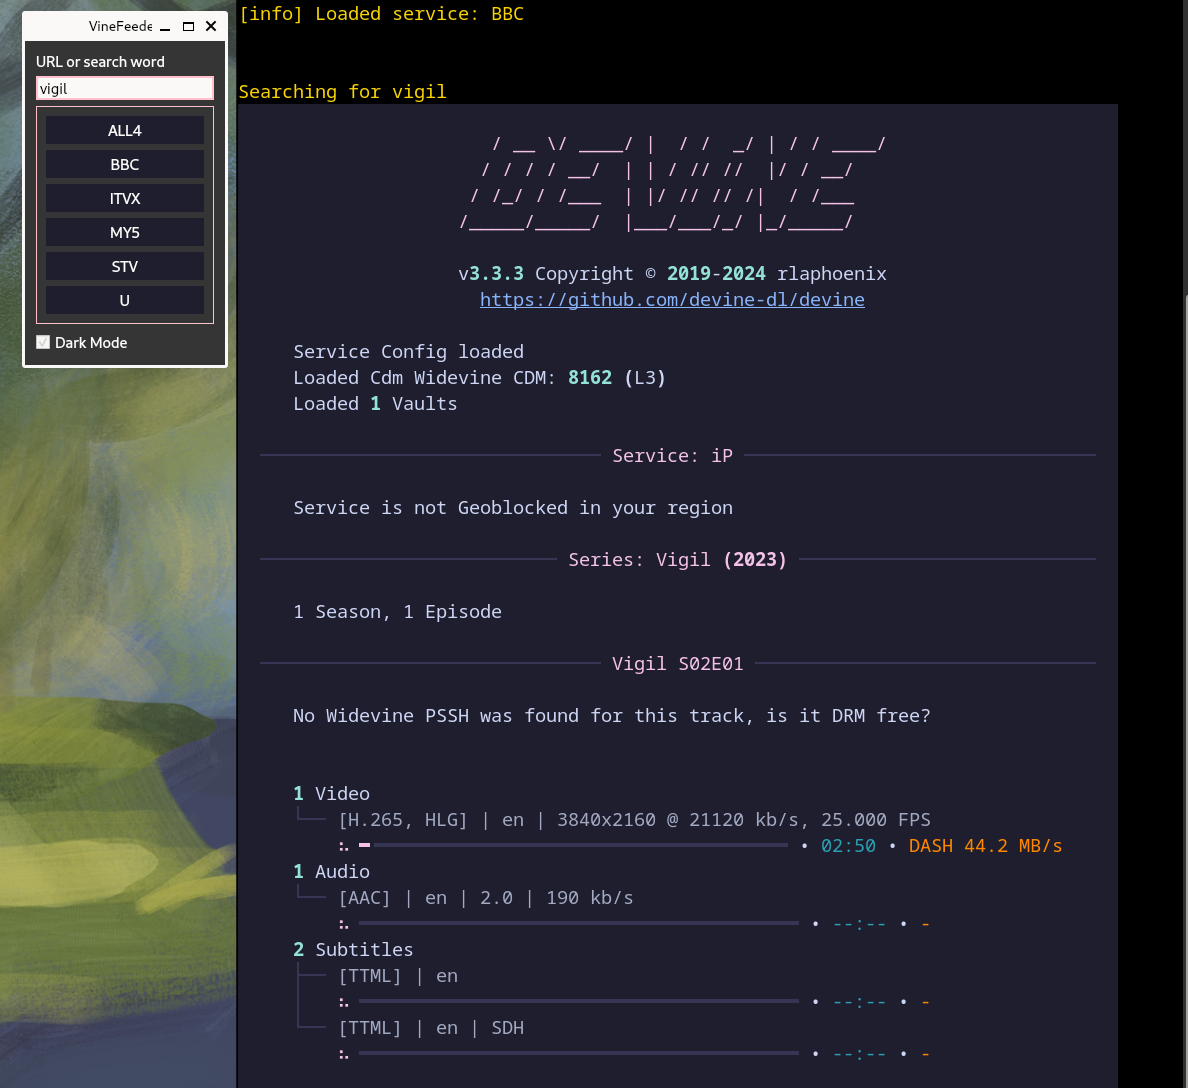 VineFeede
URL or search word
vigil
ALL4
BBC
ITVX
MY5
STV
U
Dark Mode
[info] Loaded service: BBC
Searching for vigil
/ __ \/ ____/ |  / /  _/ | / / ____/
/ / / / __/  | | / // //  |/ / __/
/ /_/ / /___  | |/ // // /|  / /___
/_____/_____/  |___/___/_/ |_/_____/
v3.3.3 Copyright © 2019-2024 rlaphoenix
https://github.com/devine-dl/devine
Service Config loaded
Loaded Cdm Widevine CDM: 8162 (L3)
Loaded 1 Vaults
Service: iP
Service is not Geoblocked in your region
Series: Vigil (2023)
1 Season, 1 Episode
Vigil S02E01
No Widevine PSSH was found for this track, is it DRM free?
1 Video
[H.265, HLG] | en | 3840x2160 @ 21120 kb/s, 25.000 FPS
• 02:50 • DASH 44.2 MB/s
1 Audio
[AAC] | en | 2.0 | 190 kb/s
• --:-- • -
2 Subtitles
[TTML] | en
• --:-- • -
[TTML] | en | SDH
• --:-- • -